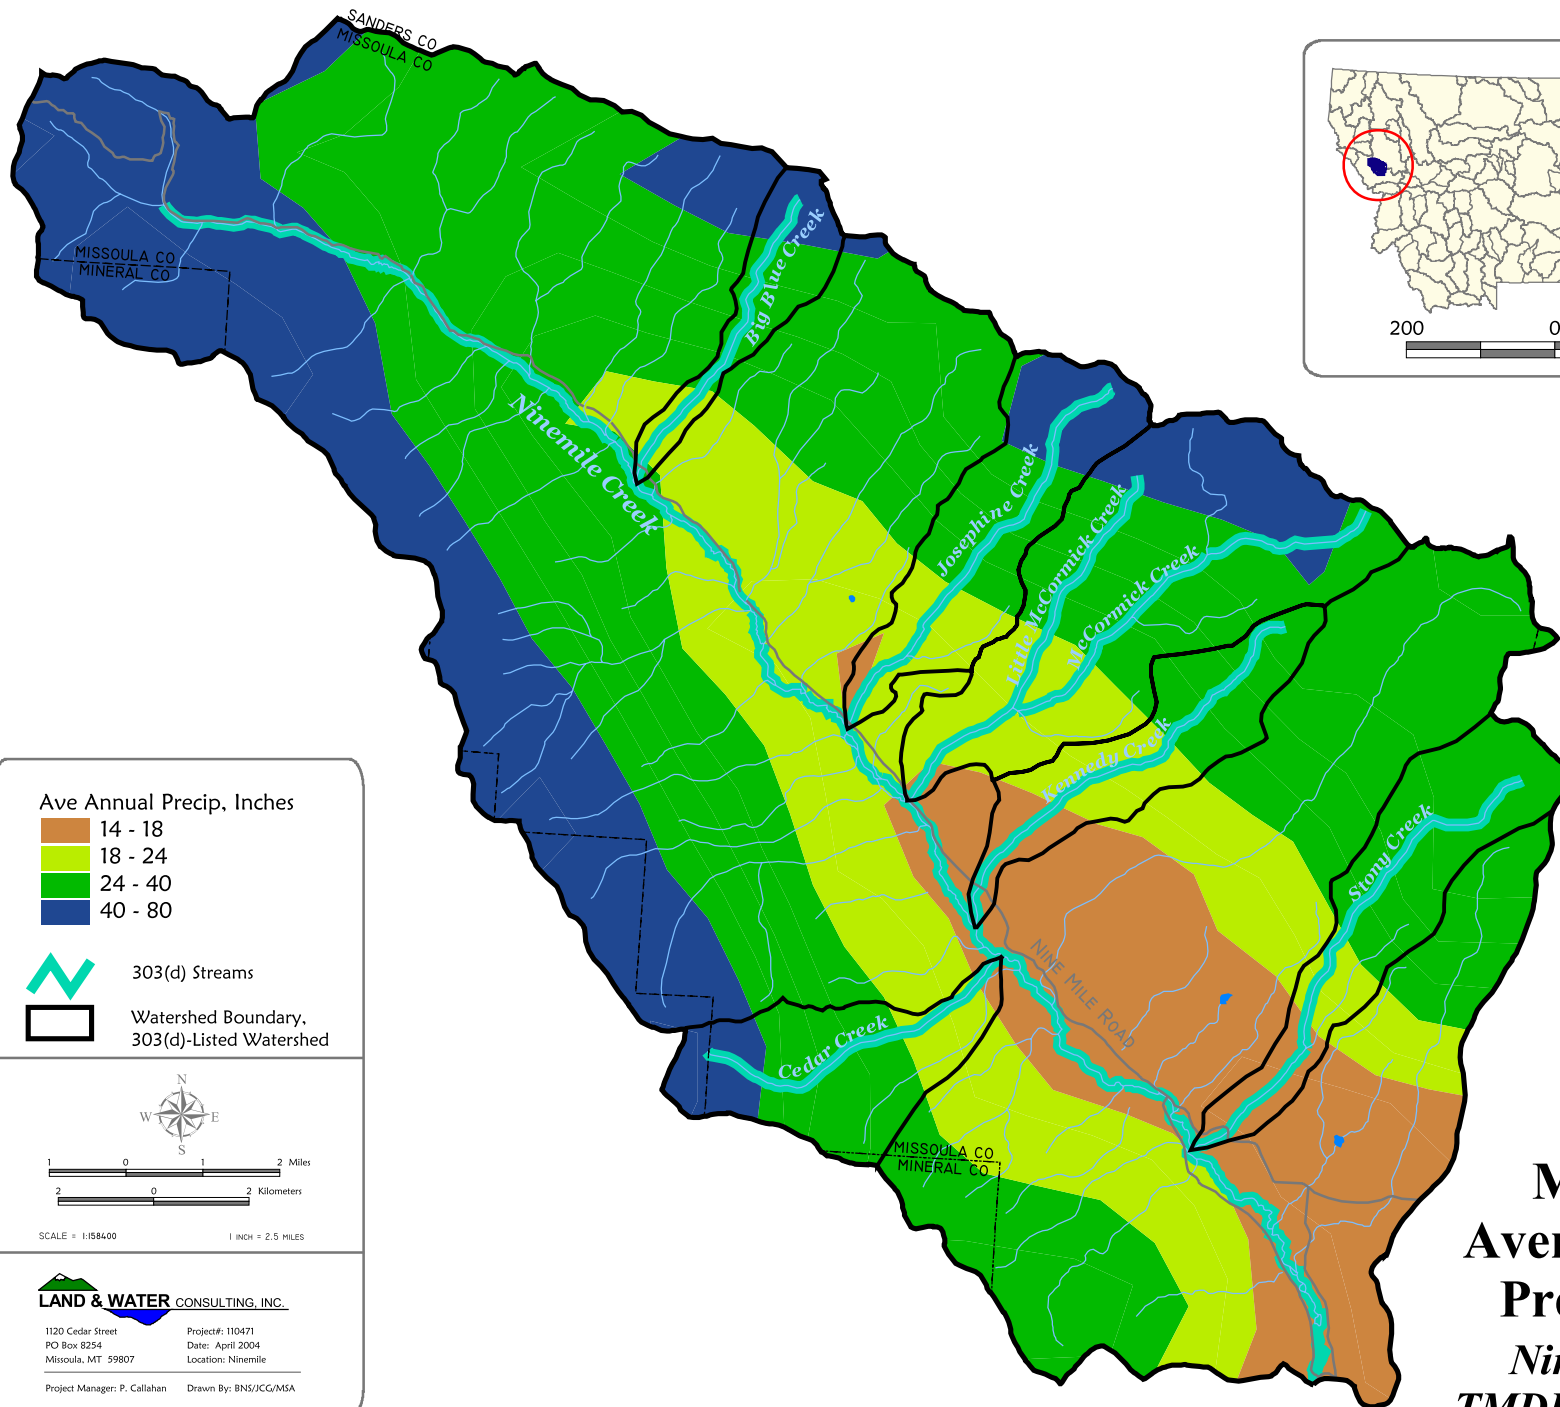 SANDERS CO
MISSOULA CO
MISSOULA CO
MINERAL CO
Big Blue Creek
Ninemile Creek
Josephine Creek
Little McCormick Creek
McCormick Creek
Kennedy Creek
Stony Creek
Cedar Creek
NINE MILE ROAD
MISSOULA CO
MINERAL CO
200 0
Ave Annual Precip, Inches
14 - 18
18 - 24
24 - 40
40 - 80
303(d) Streams
Watershed Boundary,
303(d)-Listed Watershed
N
W E
S
1 0 1 2 Miles
2 0 2 Kilometers
SCALE = 1:158400 1 INCH = 2.5 MILES
LAND & WATER CONSULTING, INC.
1120 Cedar Street Project#: 110471
PO Box 8254 Date: April 2004
Missoula, MT 59807 Location: Ninemile
Project Manager: P. Callahan Drawn By: BNS/JCG/MSA